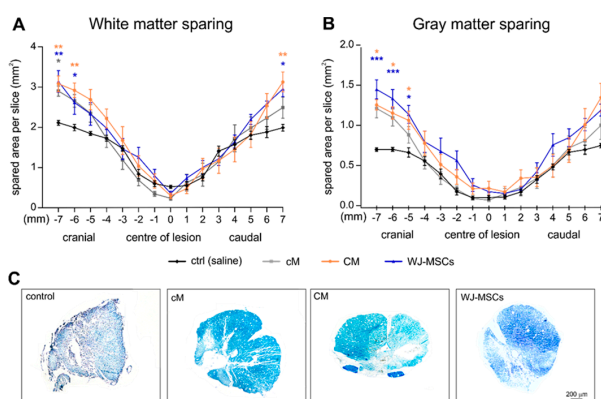 A White matter sparing
B Gray matter sparing
spared area per slice (mm²)
4
3
2
1
0
** ** *
** *
** *
(mm) -7 -6 -5 -4 -3 -2 -1 0 1 2 3 4 5 6 7
cranial centre of lesion caudal
spared area per slice (mm²)
2.0
1.5
1.0
0.5
0.0
* ***
* ***
* *
(mm) -7 -6 -5 -4 -3 -2 -1 0 1 2 3 4 5 6 7
cranial centre of lesion caudal
ctrl (saline) cM CM WJ-MSCs
C
control cM CM WJ-MSCs
200 µm